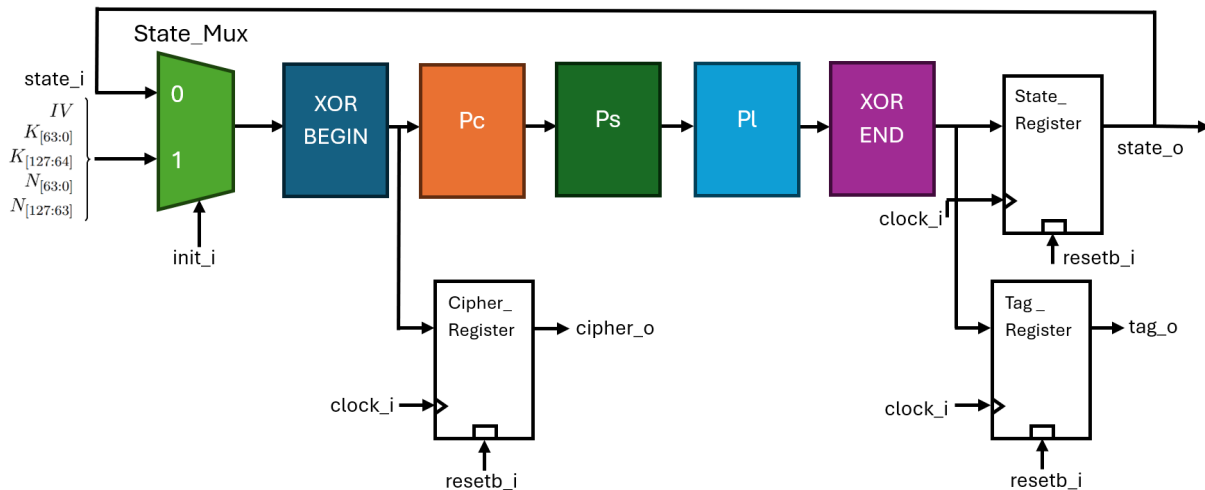 State_Mux
state_i
0
IV
K[63:0]
K[127:64]
N[63:0]
N[127:63]
1
init_i
XOR
BEGIN
Pc
Ps
Pl
XOR
END
State_
Register
state_o
clock_i
resetb_i
Cipher_
Register
cipher_o
clock_i
resetb_i
Tag_
Register
tag_o
clock_i
resetb_i